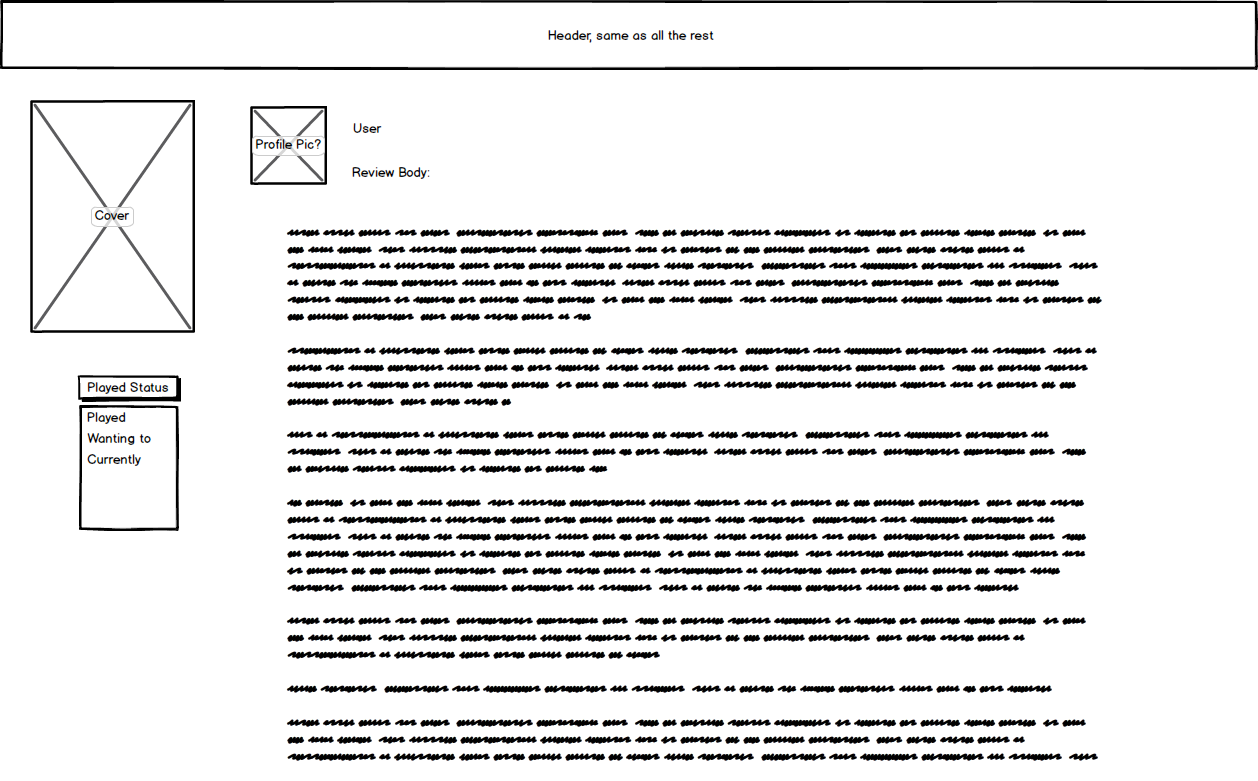 Header, same as all the rest
Cover
Profile Pic?
User
Review Body:
Played Status
Played
Wanting to
Currently